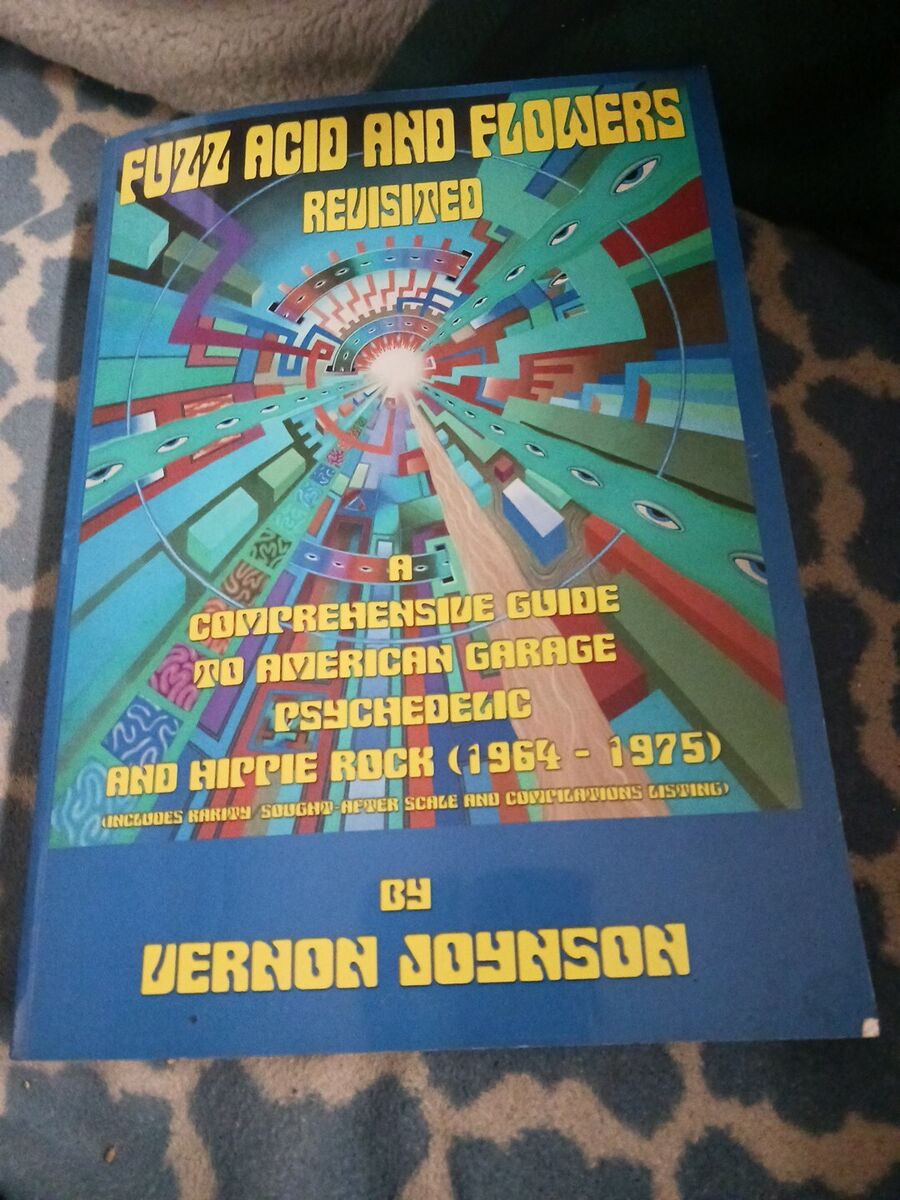 FUZZ ACID AND FLOWERS
REVISITED
A
COMPREHENSIVE GUIDE
TO AMERICAN GARAGE
PSYCHEDELIC
AND HIPPIE ROCK (1964 - 1975)
(INCLUDES RARITY SOUGHT-AFTER SCALE AND COMPILATIONS LISTING)
BY
VERNON JOYNSON